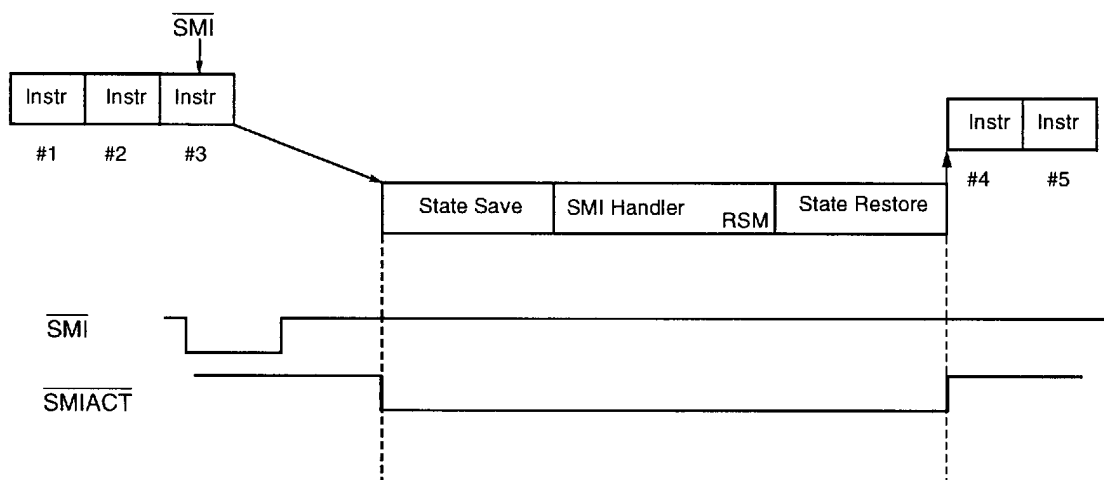 SMI
Instr Instr Instr
#1 #2 #3
Instr Instr
#4 #5
State Save SMI Handler RSM State Restore
SMI
SMIACT